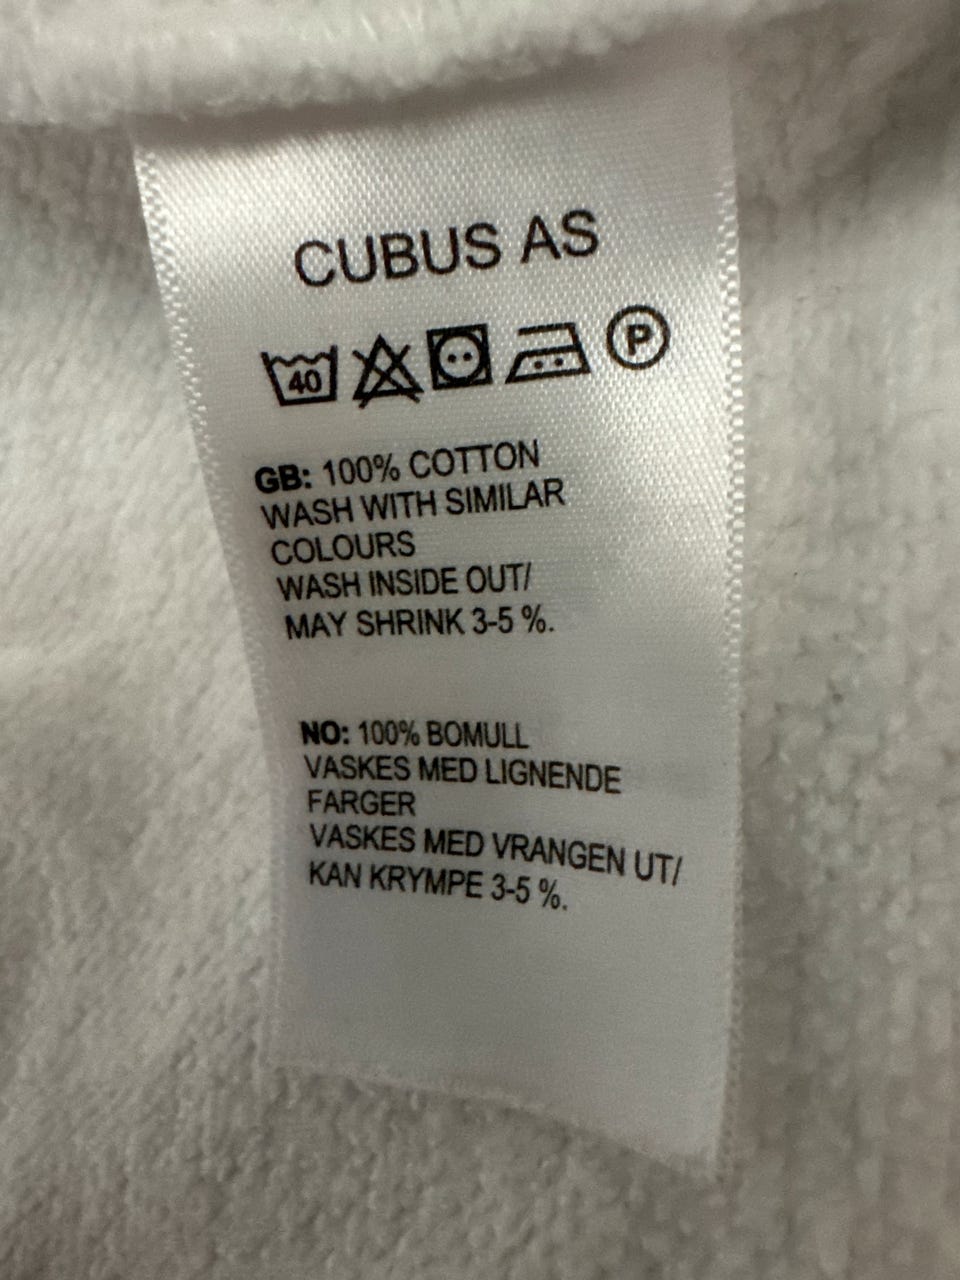 CUBUS AS
40 P
GB: 100% COTTON
WASH WITH SIMILAR
COLOURS
WASH INSIDE OUT/
MAY SHRINK 3-5 %.
NO: 100% BOMULL
VASKES MED LIGNENDE
FARGER
VASKES MED VRANGEN UT/
KAN KRYMPE 3-5 %.